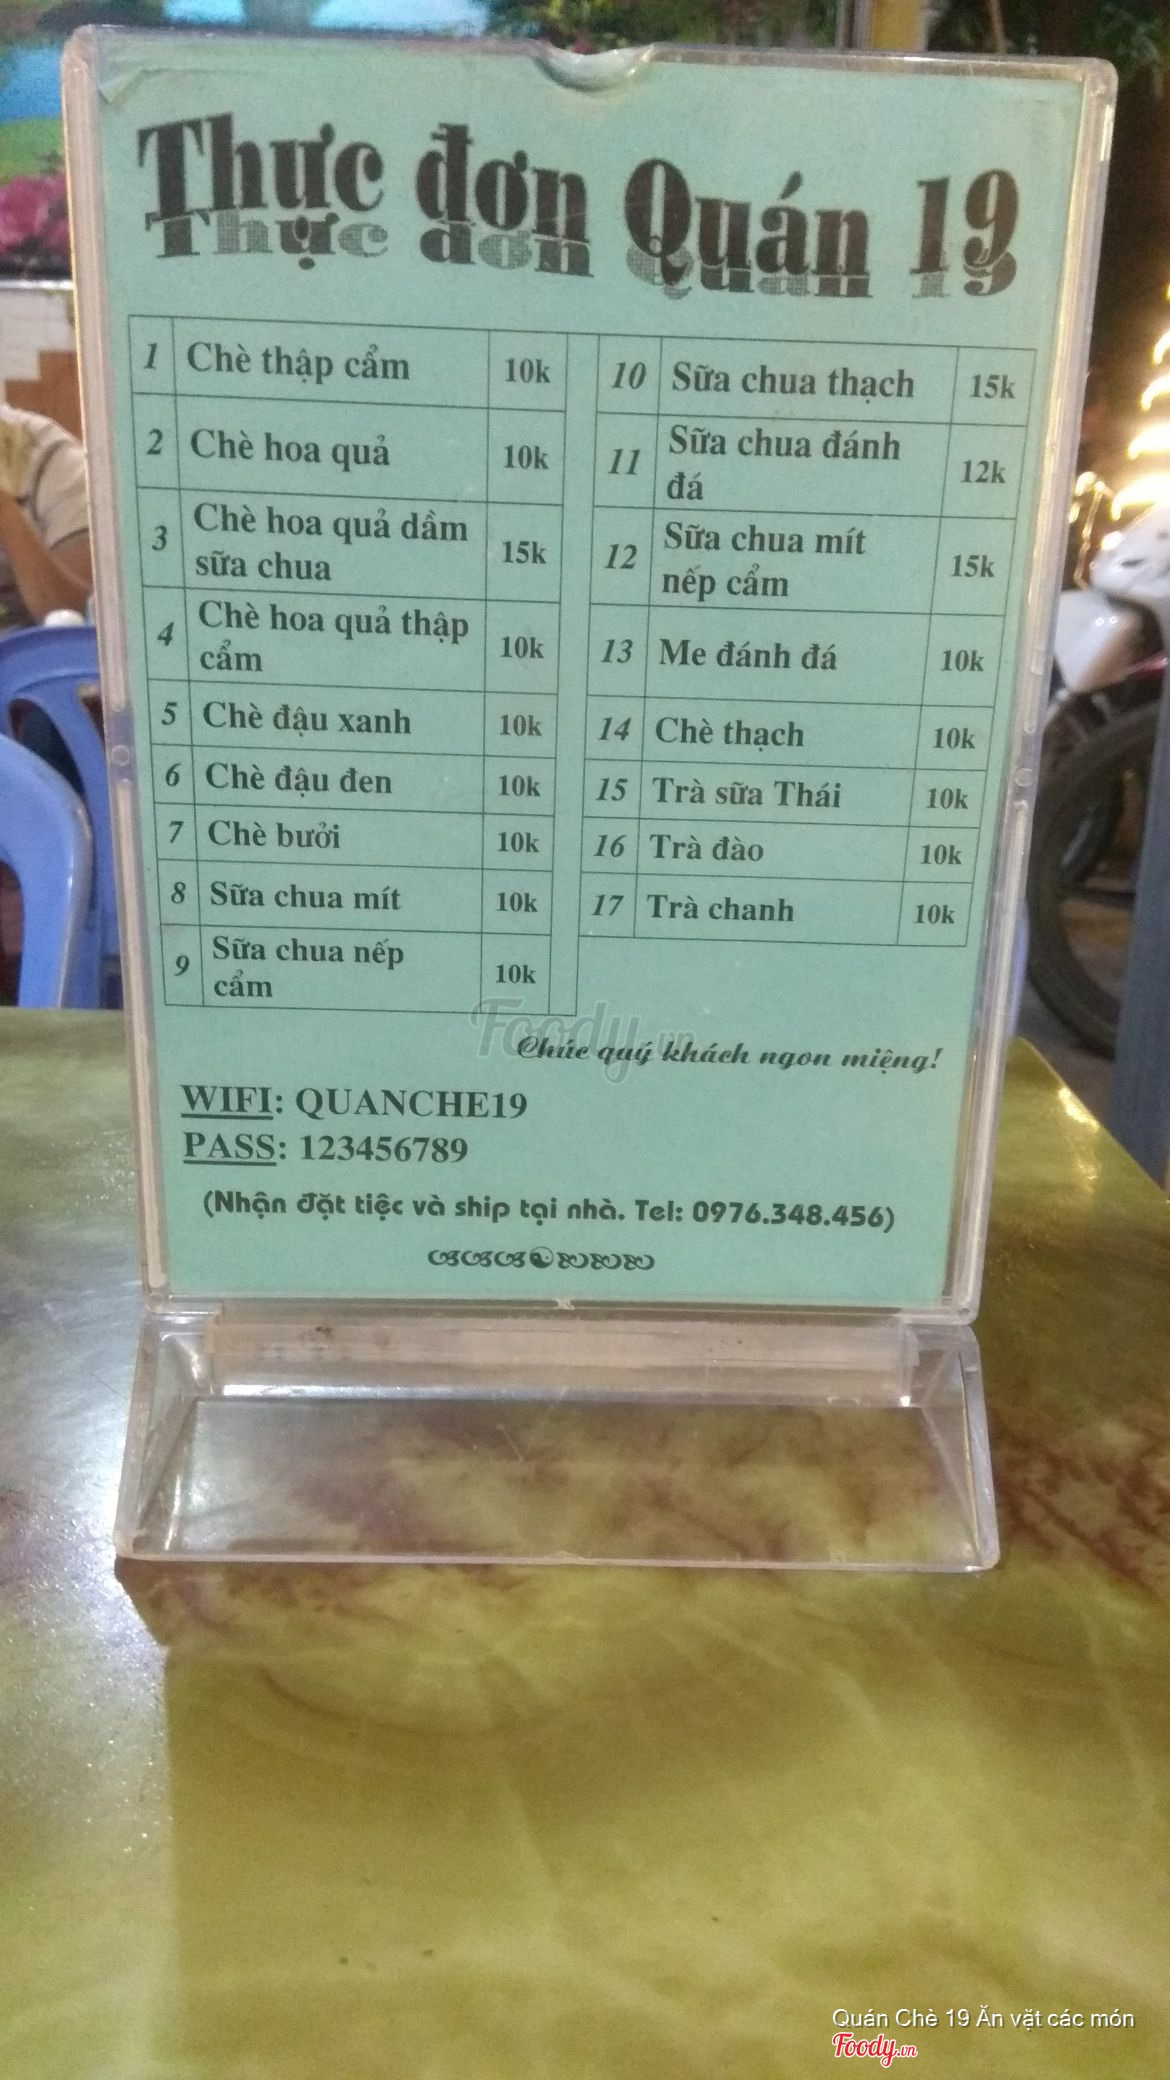 Thực đơn Quán 19
1 Chè thập cẩm 10k
2 Chè hoa quả 10k
3 Chè hoa quả dầm
sữa chua 15k
4 Chè hoa quả thập
cẩm 10k
5 Chè đậu xanh 10k
6 Chè đậu đen 10k
7 Chè bưởi 10k
8 Sữa chua mít 10k
9 Sữa chua nếp
cẩm 10k
10 Sữa chua thạch 15k
11 Sữa chua đánh
đá 12k
12 Sữa chua mít
nếp cẩm 15k
13 Me đánh đá 10k
14 Chè thạch 10k
15 Trà sữa Thái 10k
16 Trà đào 10k
17 Trà chanh 10k
Foody.vn
Chúc quý khách ngon miệng!
WIFI: QUANCHE19
PASS: 123456789
(Nhận đặt tiệc và ship tại nhà. Tel: 0976.348.456)
Quán Chè 19 Ăn vặt các món
Foody.vn